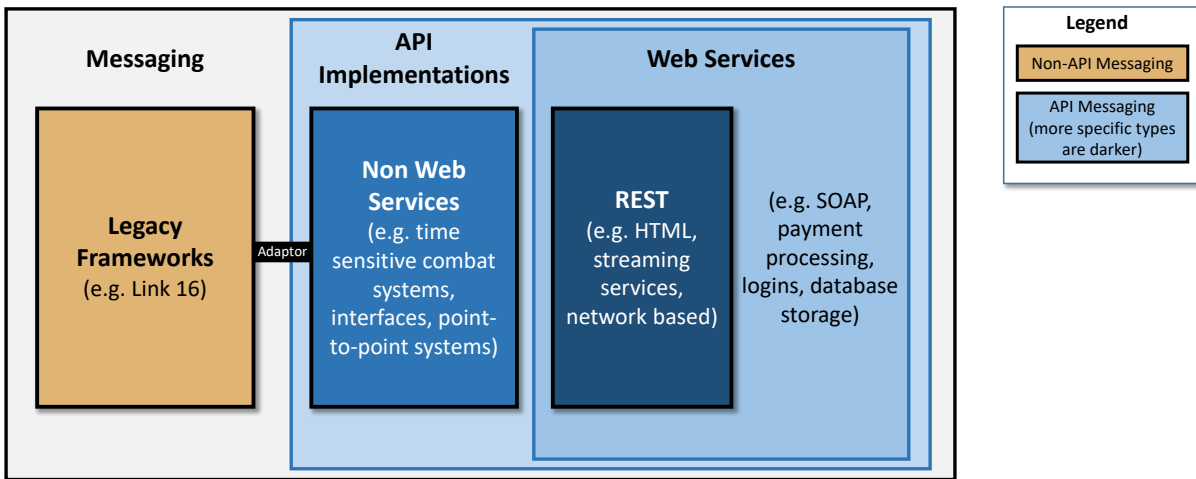 Messaging
API
Implementations
Web Services
Legacy
Frameworks
(e.g. Link 16)
Adaptor
Non Web
Services
(e.g. time
sensitive combat
systems,
interfaces, point-
to-point systems)
REST
(e.g. HTML,
streaming
services,
network based)
(e.g. SOAP,
payment
processing,
logins, database
storage)
Legend
Non-API Messaging
API Messaging
(more specific types
are darker)